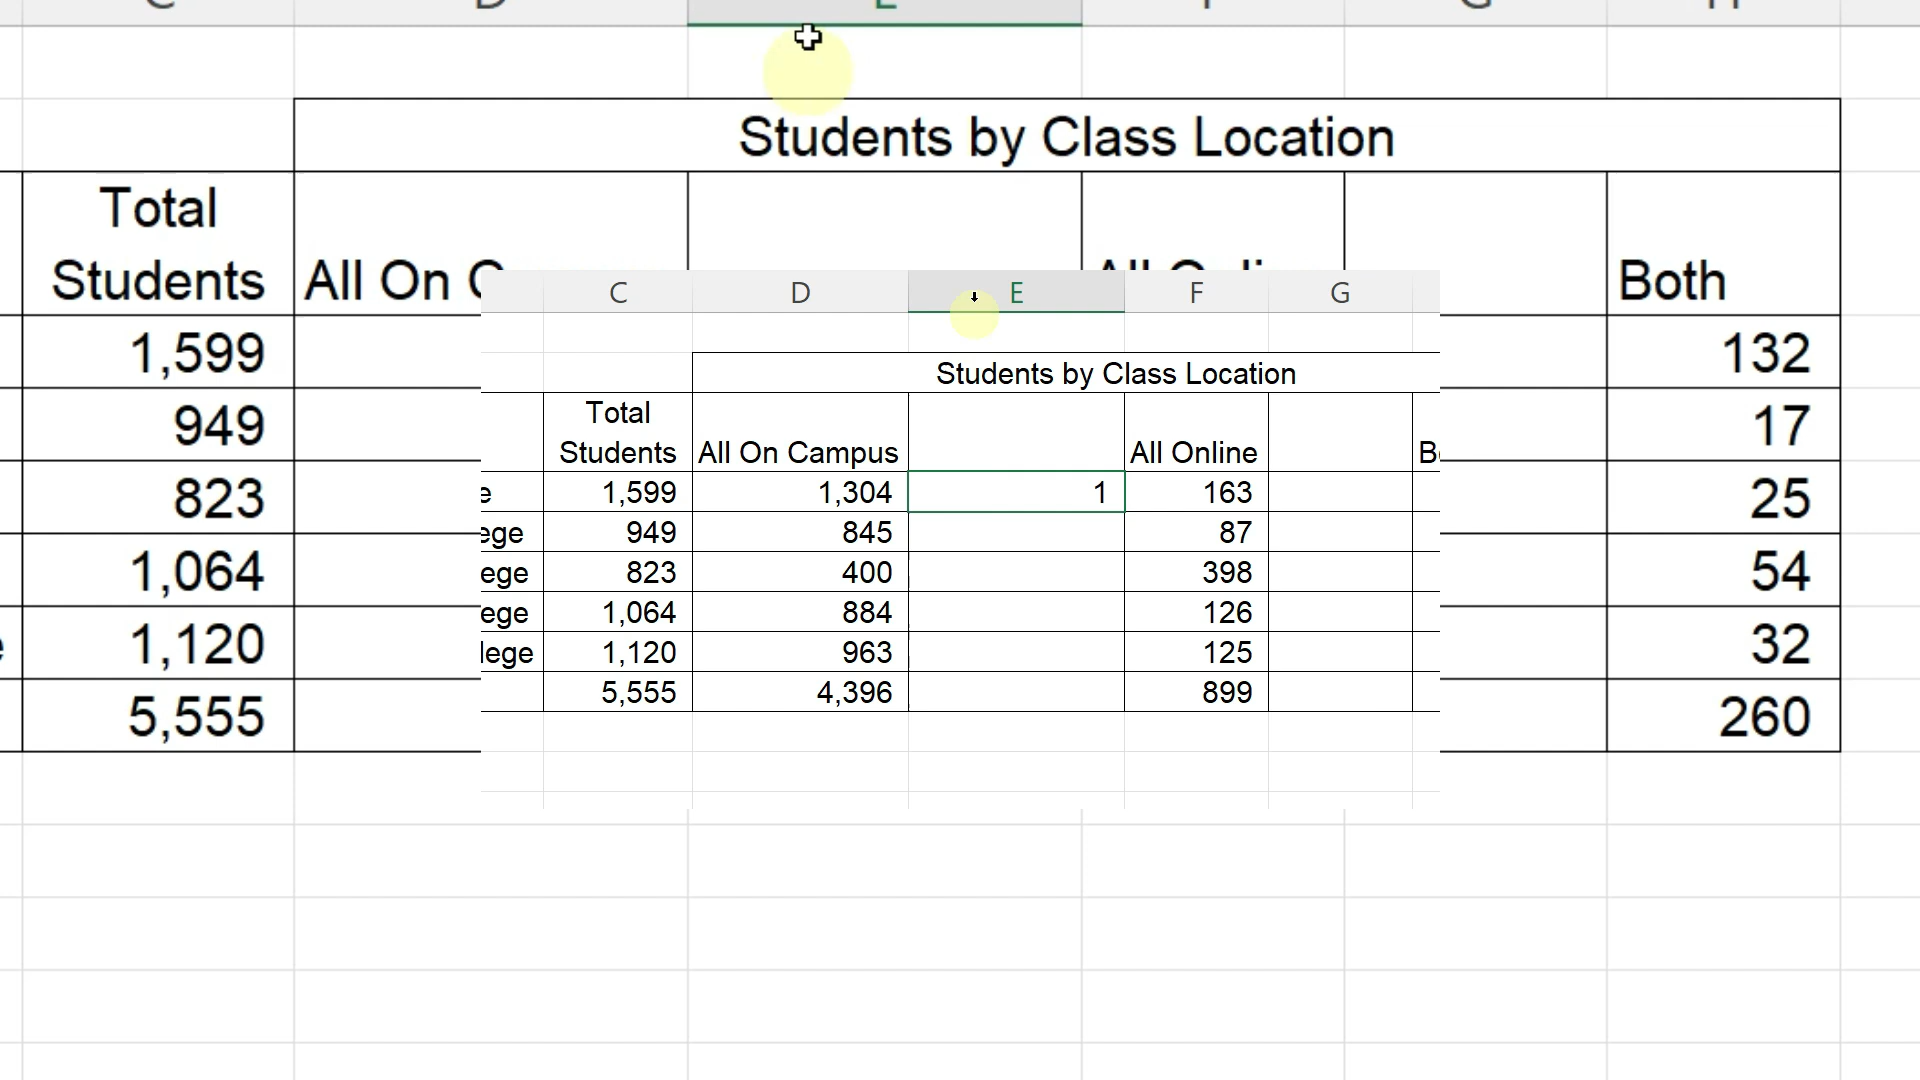 Students by Class Location
Total
Students All On Both
C D E F G
Students by Class Location
Total
Students All On Campus All Online
1,599 1,599 1,304 1 163 132
949 ege 949 845 87 17
823 ege 823 400 398 25
1,064 ege 1,064 884 126 54
1,120 lege 1,120 963 125 32
5,555 5,555 4,396 899 260